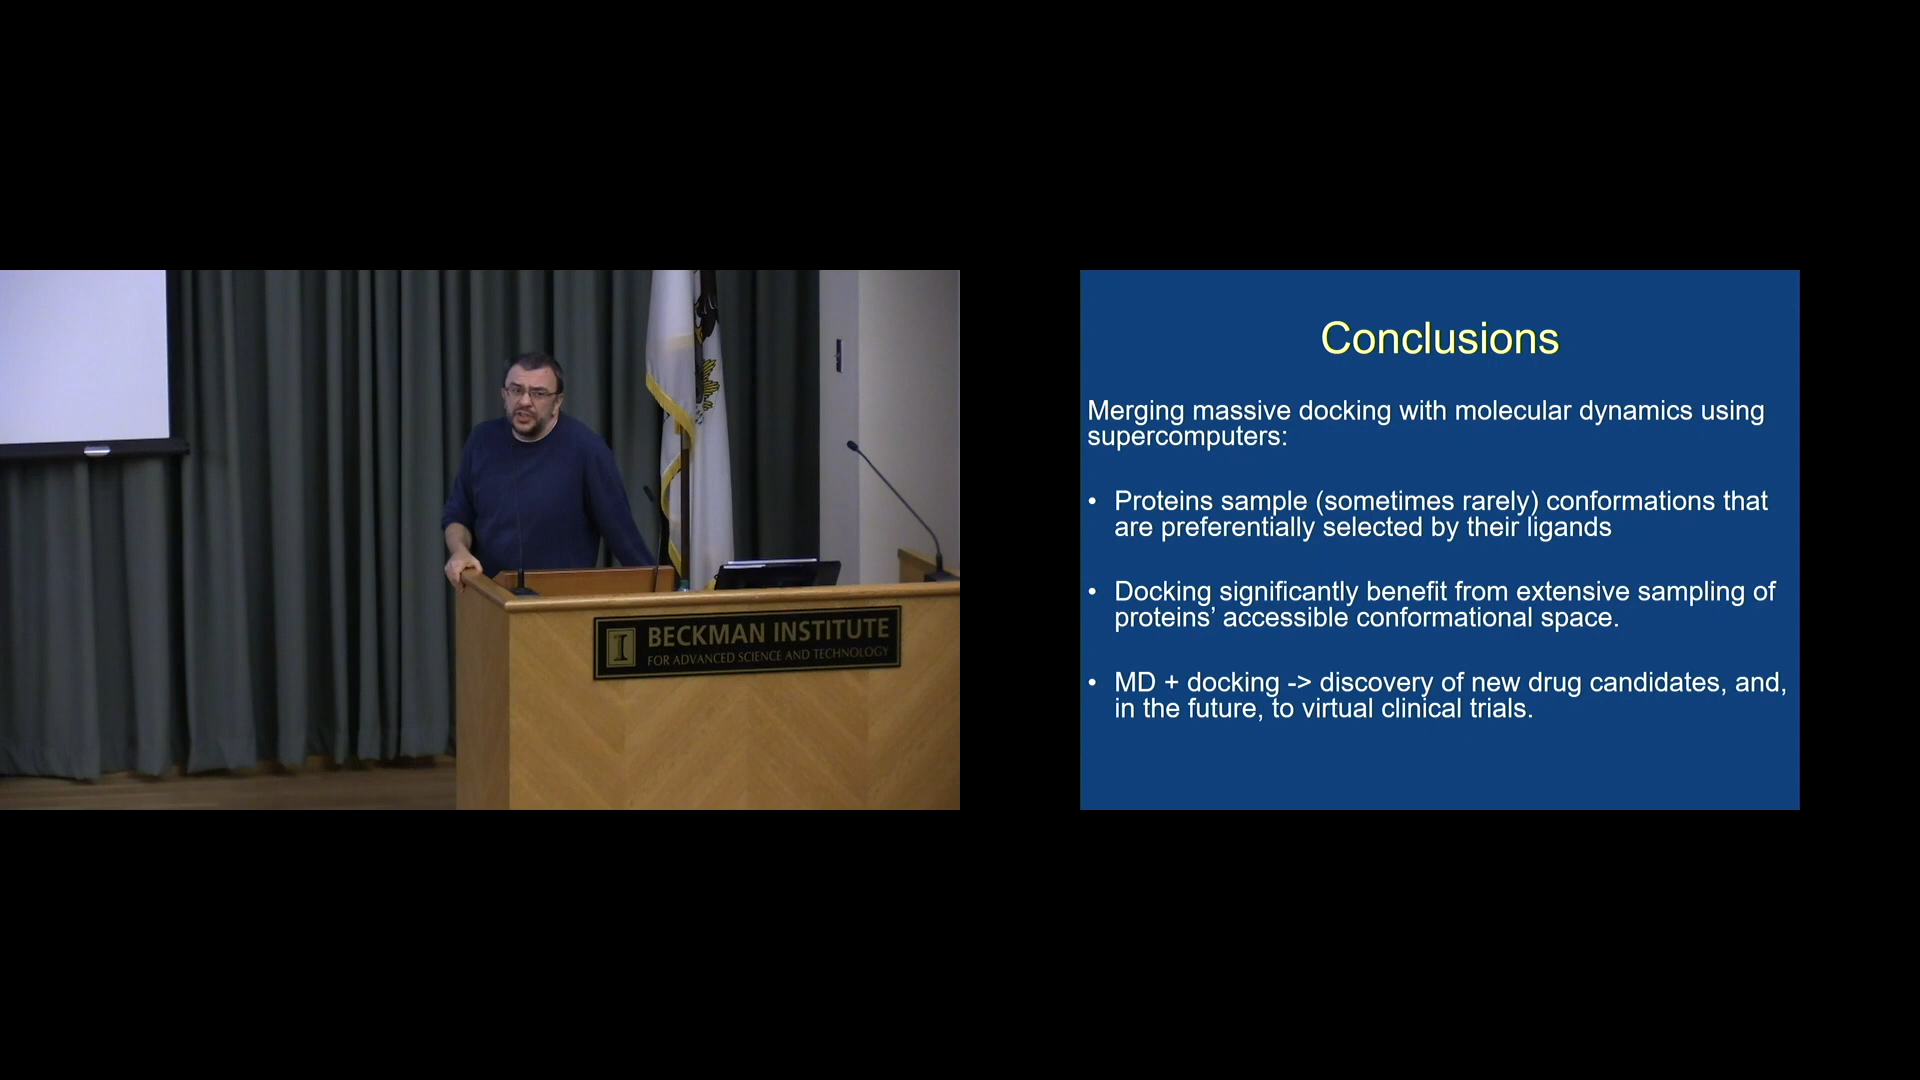 BECKMAN INSTITUTE
FOR ADVANCED SCIENCE AND TECHNOLOGY
Conclusions
Merging massive docking with molecular dynamics using
supercomputers:
• Proteins sample (sometimes rarely) conformations that
are preferentially selected by their ligands
• Docking significantly benefit from extensive sampling of
proteins’ accessible conformational space.
• MD + docking -> discovery of new drug candidates, and,
in the future, to virtual clinical trials.